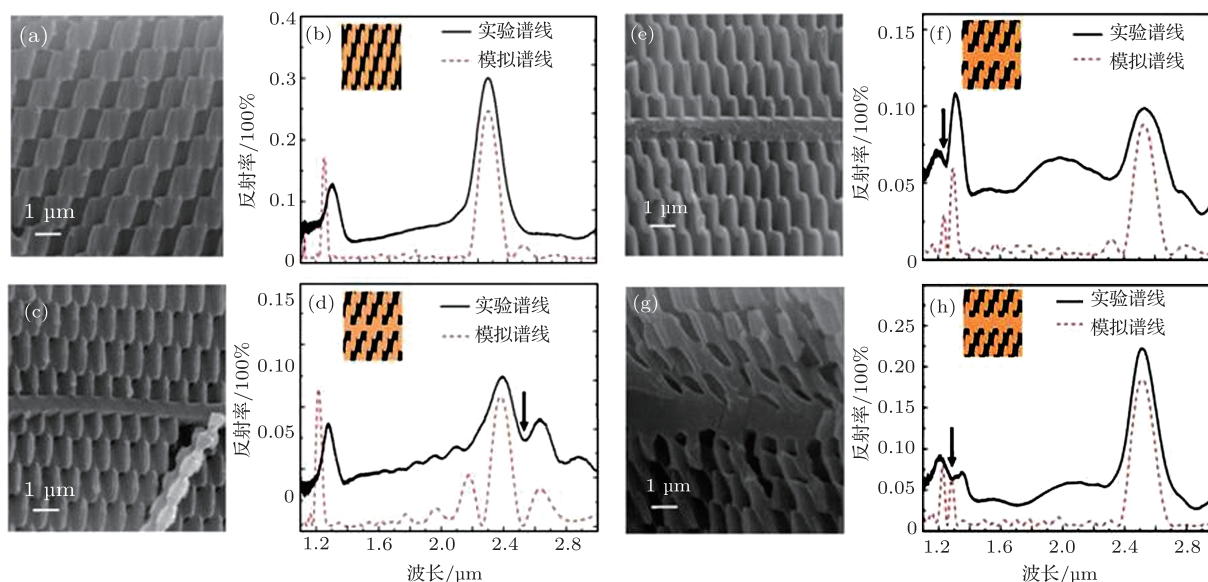 (a)
1 μm
(b)
0.4
0.3
0.2
0.1
0
反射率/100%
实验谱线
模拟谱线
(c)
1 μm
(d)
0.15
0.10
0.05
0
反射率/100%
实验谱线
模拟谱线
1.2
1.6
2.0
2.4
2.8
波长/μm
(e)
1 μm
(f)
0.15
0.10
0.05
0
反射率/100%
实验谱线
模拟谱线
(g)
1 μm
(h)
0.25
0.20
0.15
0.10
0.05
0
反射率/100%
实验谱线
模拟谱线
1.2
1.6
2.0
2.4
2.8
波长/μm